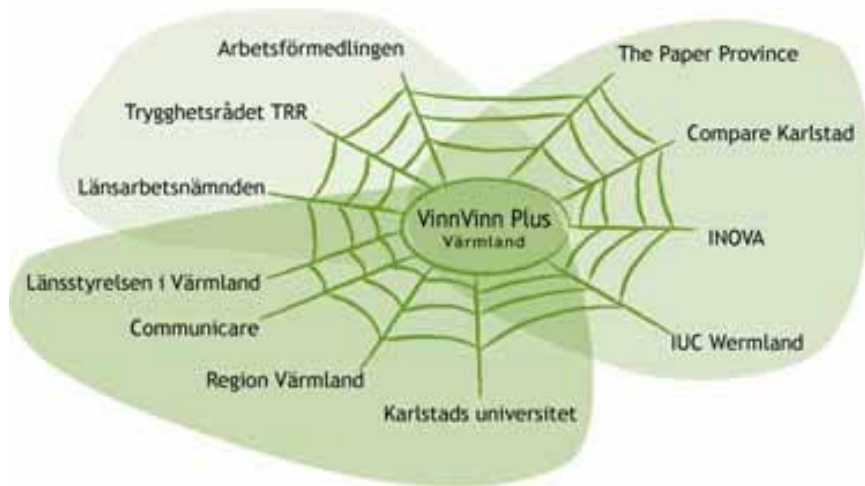 Arbetsförmedlingen
The Paper Province
Trygghetsrådet TRR
Compare Karlstad
Länsarbetsnämnden
VinnVinn Plus
Värmland
INOVA
Länsstyrelsen i Värmland
Communicare
IUC Wermland
Region Värmland
Karlstads universitet